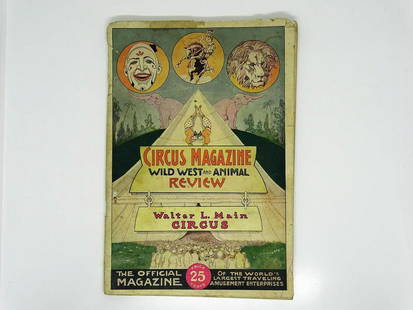 CIRCUS MAGAZINE
WILD WEST AND ANIMAL
REVIEW
Walter L. Main
CIRCUS
THE OFFICIAL
MAGAZINE
25
OF THE WORLD'S
LARGEST TRAVELING
AMUSEMENT ENTERPRISES